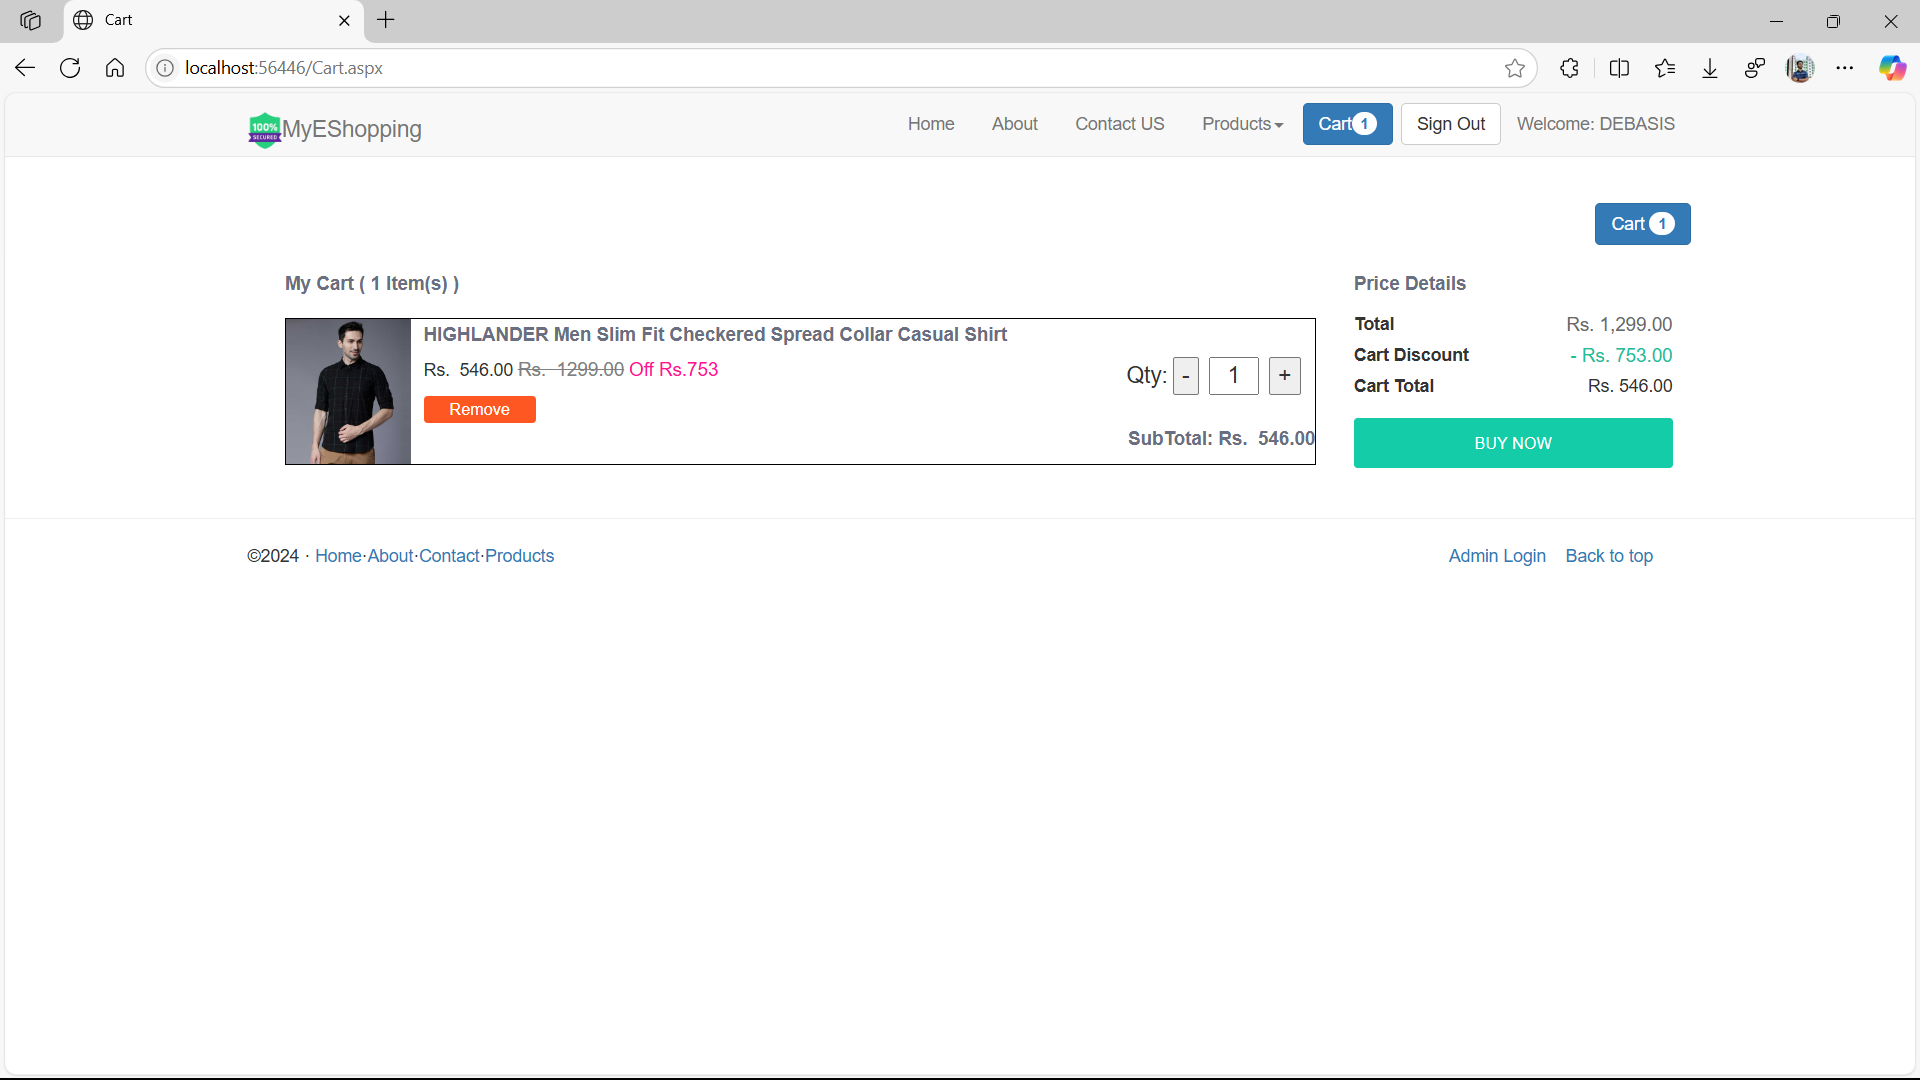 Cart
localhost:56446/Cart.aspx
100% SECURED MyEShopping
Home About Contact US Products Cart 1 Sign Out Welcome: DEBASIS
Cart 1
My Cart ( 1 Item(s) )
HIGHLANDER Men Slim Fit Checkered Spread Collar Casual Shirt
Rs. 546.00 Rs. 1299.00 Off Rs.753
Qty: - 1 +
Remove
SubTotal: Rs. 546.00
Price Details
Total Rs. 1,299.00
Cart Discount - Rs. 753.00
Cart Total Rs. 546.00
BUY NOW
©2024 · Home·About·Contact·Products
Admin Login Back to top